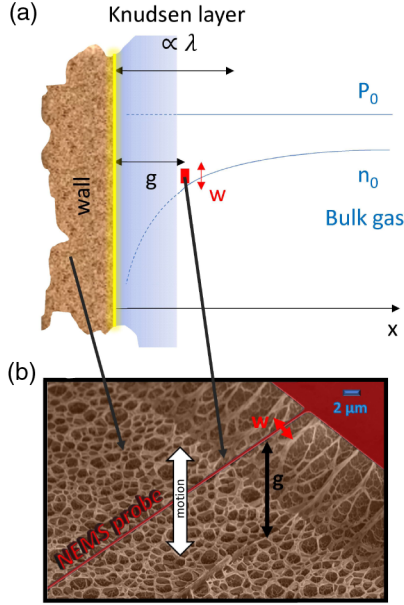 (a)
Knudsen layer
∝ λ
P₀
g
w
n₀
wall
Bulk gas
x
(b)
2 μm
w
g
motion
NEMS probe